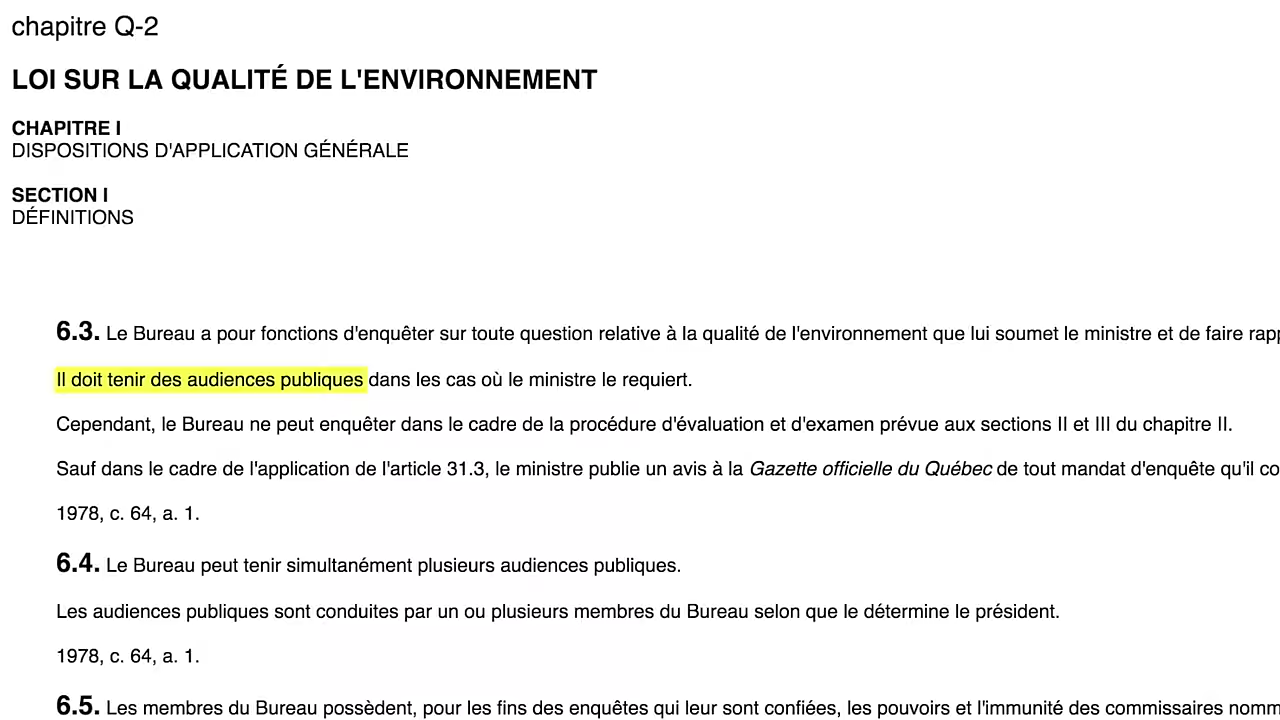 chapitre Q-2
LOI SUR LA QUALITÉ DE L'ENVIRONNEMENT
CHAPITRE I
DISPOSITIONS D'APPLICATION GÉNÉRALE
SECTION I
DÉFINITIONS
6.3. Le Bureau a pour fonctions d'enquêter sur toute question relative à la qualité de l'environnement que lui soumet le ministre et de faire
Il doit tenir des audiences publiques dans les cas où le ministre le requiert.
Cependant, le Bureau ne peut enquêter dans le cadre de la procédure d'évaluation et d'examen prévue aux sections II et III du chapitre II.
Sauf dans le cadre de l'application de l'article 31.3, le ministre publie un avis à la Gazette officielle du Québec de tout mandat d'enquête qu'il
1978, c. 64, a. 1.
6.4. Le Bureau peut tenir simultanément plusieurs audiences publiques.
Les audiences publiques sont conduites par un ou plusieurs membres du Bureau selon que le détermine le président.
1978, c. 64, a. 1.
6.5. Les membres du Bureau possèdent, pour les fins des enquêtes qui leur sont confiées, les pouvoirs et l'immunité des commissaires